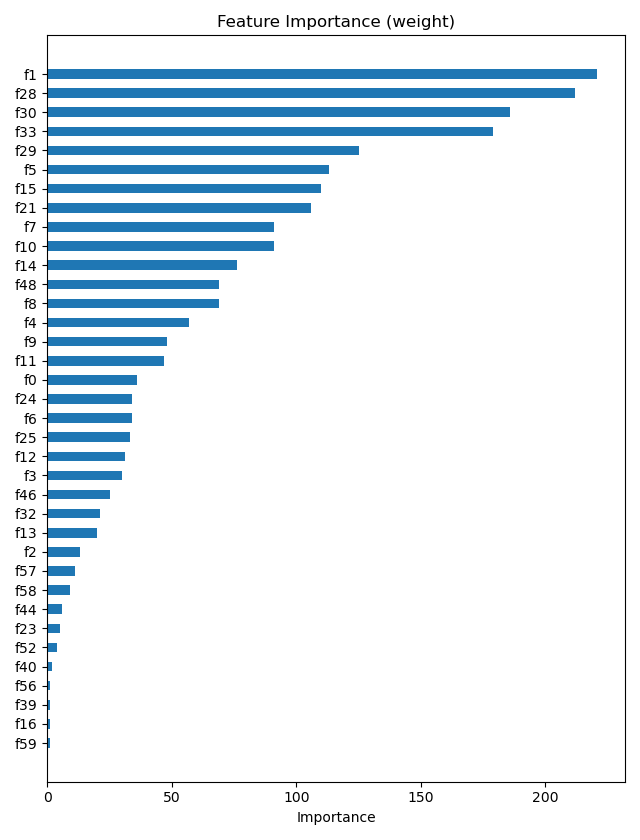 Feature Importance (weight)
f1
f28
f30
f33
f29
f5
f15
f21
f7
f10
f14
f48
f8
f4
f9
f11
f0
f24
f6
f25
f12
f3
f46
f32
f13
f2
f57
f58
f44
f23
f52
f40
f56
f39
f16
f59
0 50 100 150 200
Importance